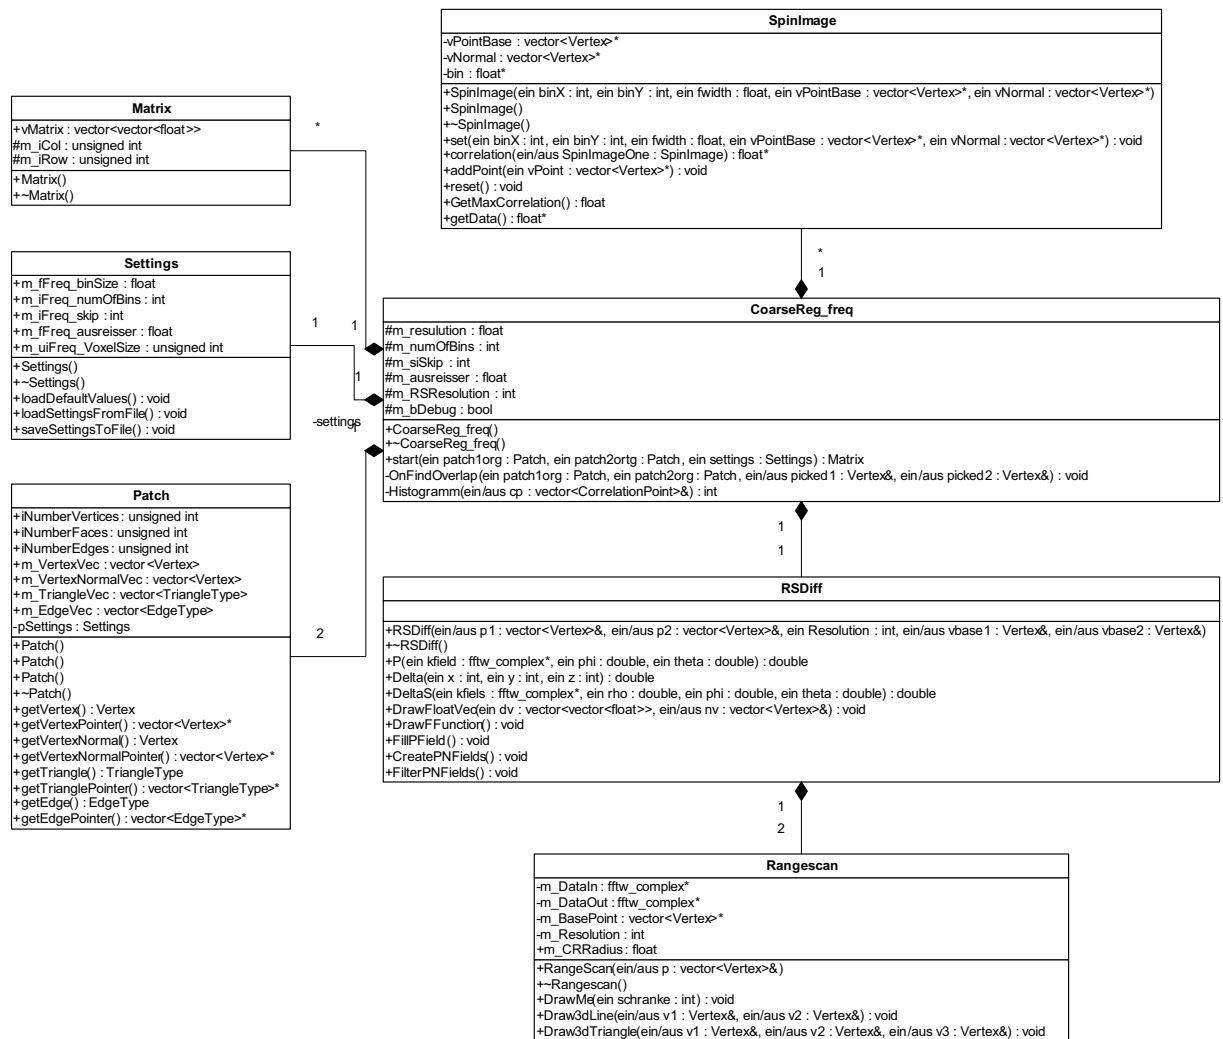 SpinImage
-vPointBase : vector<Vertex>*
-vNormal : vector<Vertex>*
-bin : float*
+SpinImage(ein binX : int, ein binY : int, ein fwidth : float, ein vPointBase : vector<Vertex>*, ein vNormal : vector<Vertex>*)
+SpinImage()
+~SpinImage()
+set(ein binX : int, ein binY : int, ein fwidth : float, ein vPointBase : vector<Vertex>*, ein vNormal : vector<Vertex>*) : void
+correlation(ein/aus SpinImageOne : SpinImage) : float*
+addPoint(ein vPoint : vector<Vertex>*) : void
+reset() : void
+GetMaxCorrelation() : float
+getData() : float*
Matrix
+vMatrix : vector<vector<float>>
#m_iCol : unsigned int
#m_iRow : unsigned int
+Matrix()
+~Matrix()
*
*
1
Settings
+m_fFreq_binSize : float
+m_iFreq_numOfBins : int
+m_iFreq_skip : int
+m_fFreq_ausreisser : float
+m_uiFreq_VoxelSize : unsigned int
+Settings()
+~Settings()
+loadDefaultValues() : void
+loadSettingsFromFile() : void
+saveSettingsToFile() : void
1
1
1
-settings
1
CoarseReg_freq
#m_resulution : float
#m_numOfBins : int
#m_siSkip : int
#m_ausreisser : float
#m_RSResolution : int
#m_bDebug : bool
+CoarseReg_freq()
+~CoarseReg_freq()
+start(ein patch1org : Patch, ein patch2ortg : Patch, ein settings : Settings) : Matrix
-OnFindOverlap(ein patch1org : Patch, ein patch2org : Patch, ein/aus picked1 : Vertex&, ein/aus picked2 : Vertex&) : void
-Histogramm(ein/aus cp : vector<CorrelationPoint>&) : int
Patch
+iNumberVertices : unsigned int
+iNumberFaces : unsigned int
+iNumberEdges : unsigned int
+m_VertexVec : vector<Vertex>
+m_VertexNormalVec : vector<Vertex>
+m_TriangleVec : vector<TriangleType>
+m_EdgeVec : vector<EdgeType>
-pSettings : Settings
+Patch()
+Patch()
+Patch()
+~Patch()
+getVertex() : Vertex
+getVertexPointer() : vector<Vertex>*
+getVertexNormal() : Vertex
+getVertexNormalPointer() : vector<Vertex>*
+getTriangle() : TriangleType
+getTrianglePointer() : vector<TriangleType>*
+getEdge() : EdgeType
+getEdgePointer() : vector<EdgeType>*
2
1
1
RSDiff
+RSDiff(ein/aus p1 : vector<Vertex>&, ein/aus p2 : vector<Vertex>&, ein Resolution : int, ein/aus vbase1 : Vertex&, ein/aus vbase2 : Vertex&)
+~RSDiff()
+P(ein kfield : fftw_complex*, ein phi : double, ein theta : double) : double
+Delta(ein x : int, ein y : int, ein z : int) : double
+DeltaS(ein kfiels : fftw_complex*, ein rho : double, ein phi : double, ein theta : double) : double
+DrawFloatVec(ein dv : vector<vector<float>>, ein/aus nv : vector<Vertex>&) : void
+DrawFFunction() : void
+FillPField() : void
+CreatePNFields() : void
+FilterPNFields() : void
1
2
Rangescan
-m_DataIn : fftw_complex*
-m_DataOut : fftw_complex*
-m_BasePoint : vector<Vertex>*
-m_Resolution : int
+m_CRRadius : float
+RangeScan(ein/aus p : vector<Vertex>&)
+~Rangescan()
+DrawMe(ein schranke : int) : void
+Draw3dLine(ein/aus v1 : Vertex&, ein/aus v2 : Vertex&) : void
+Draw3dTriangle(ein/aus v1 : Vertex&, ein/aus v2 : Vertex&, ein/aus v3 : Vertex&) : void